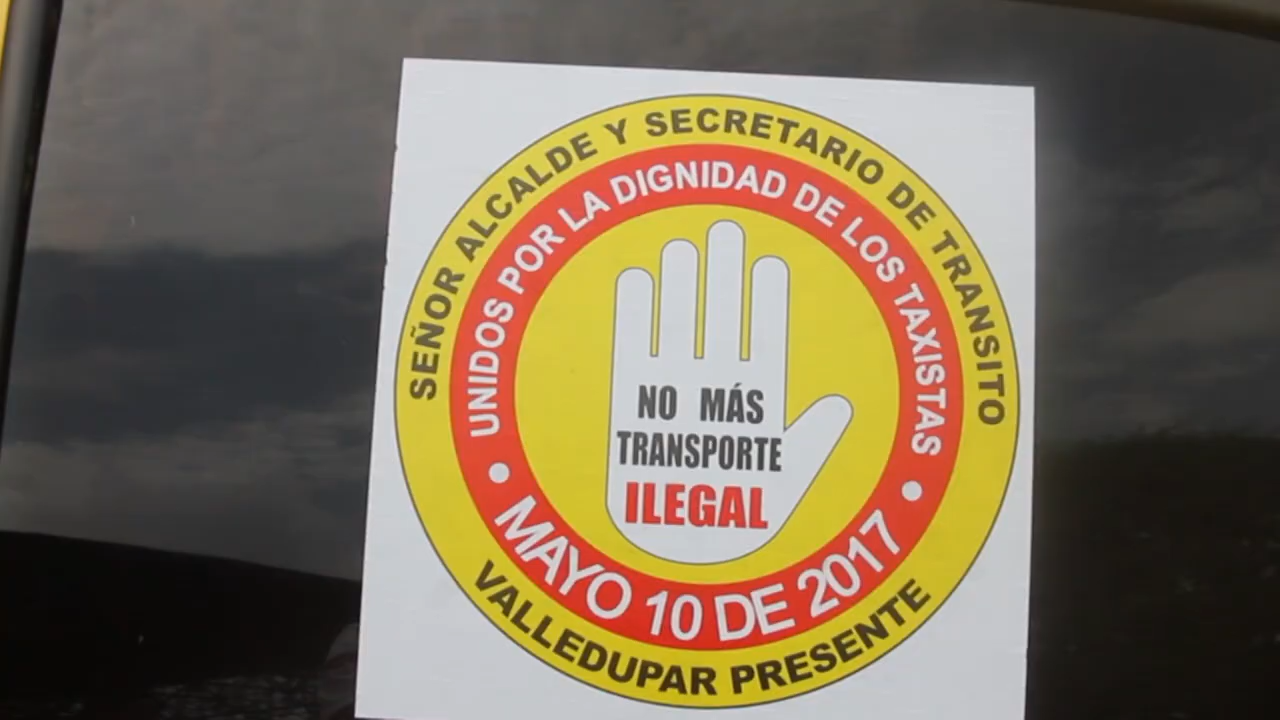 SEÑOR ALCALDE Y SECRETARIO DE TRANSITO
UNIDOS POR LA DIGNIDAD DE LOS TAXISTAS
NO MÁS
TRANSPORTE
ILEGAL
MAYO 10 DE 2017
VALLEDUPAR PRESENTE